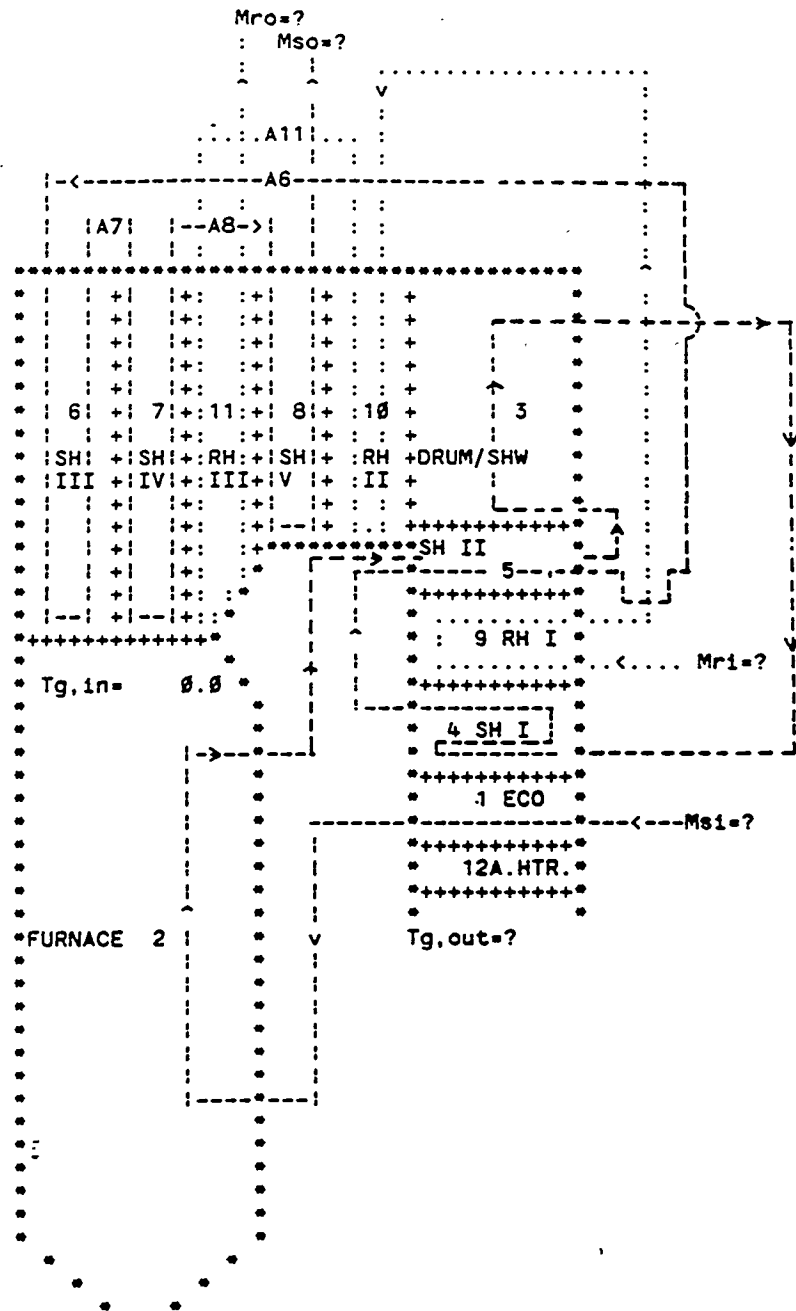 Mro=?
Mso=?
A11
A6
A7 A8
6 7 11 8 10 3
SH SH RH SH RH DRUM/SHW
III IV III V II
SH II
5
9 RH I
Mri=?
Tg,in= 0.0
4 SH I
1 ECO
Msi=?
12A.HTR.
FURNACE 2
Tg,out=?